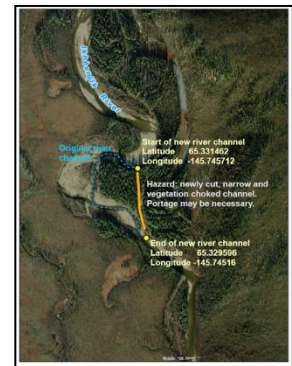 River
Original river
channel
Start of new river channel
Latitude 65.331462
Longitude -145.745712
Hazard: newly cut, narrow and
vegetation choked channel.
Portage may be necessary.
End of new river channel
Latitude 65.329596
Longitude -145.74516